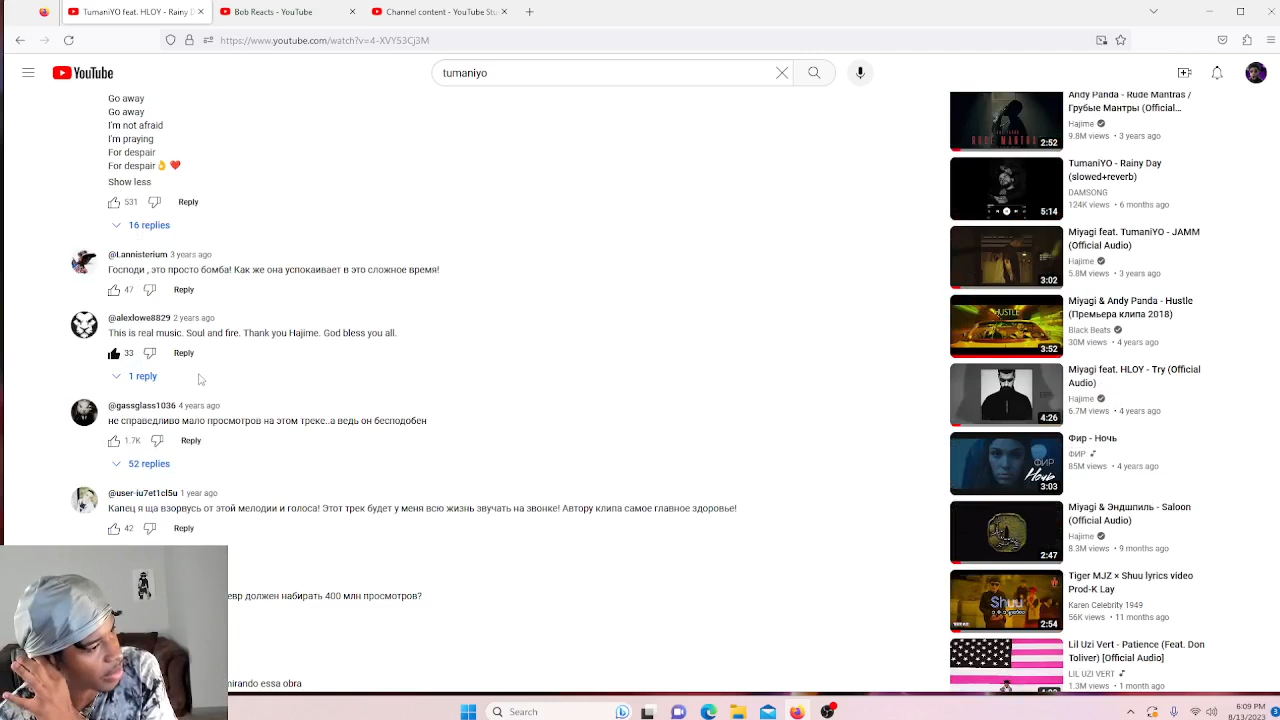 TumaniYO feat. HLOY - Rainy D
Bob Reacts - YouTube
Channel content - YouTube Stu
https://www.youtube.com/watch?v=4-XVY53Cj3M
YouTube
tumaniyo
Go away
Go away
I'm not afraid
I'm praying
For despair
For despair👌 ❤️
Show less
531
Reply
16 replies
@Lannisterium 3 years ago
Господи , это просто бомба! Как же она успокаивает в это сложное время!
47
Reply
@alexlowe8829 2 years ago
This is real music. Soul and fire. Thank you Hajime. God bless you all.
33
Reply
1 reply
@gassglass1036 4 years ago
не справедливо мало просмотров на этом треке..а ведь он бесподобен
1.7K
Reply
52 replies
@user-iu7et1cl5u 1 year ago
Капец я ща взорвусь от этой мелодии и голоса! Этот трек будет у меня всю жизнь звучать на звонке! Автору клипа самое главное здоровье!
42
Reply
евр должен набрать 400 млн просмотров?
mirando essa obra
Andy Panda - Rude Mantras /
Грубые Мантры (Official...
Hajime
9.8M views • 3 years ago
2:52
TumaniYO - Rainy Day
(slowed+reverb)
DAMSONG
124K views • 6 months ago
5:14
Miyagi feat. TumaniYO - JAMM
(Official Audio)
Hajime
5.8M views • 3 years ago
3:02
Miyagi & Andy Panda - Hustle
(Премьера клипа 2018)
Black Beats
30M views • 4 years ago
HUSTLE
3:52
Miyagi feat. HLOY - Try (Official
Audio)
Hajime
6.7M views • 4 years ago
4:26
Фир - Ночь
ФИР
85M views • 4 years ago
ФИР
Ночь
3:03
Miyagi & Эндшпиль - Saloon
(Official Audio)
Hajime
8.3M views • 9 months ago
2:47
Tiger MJZ × Shuu lyrics video
Prod-K Lay
Karen Celebrity 1949
56K views • 11 months ago
Shuu
2:54
Lil Uzi Vert - Patience (Feat. Don
Toliver) [Official Audio]
LIL UZI VERT
1.3M views • 1 month ago
Search
6:09 PM